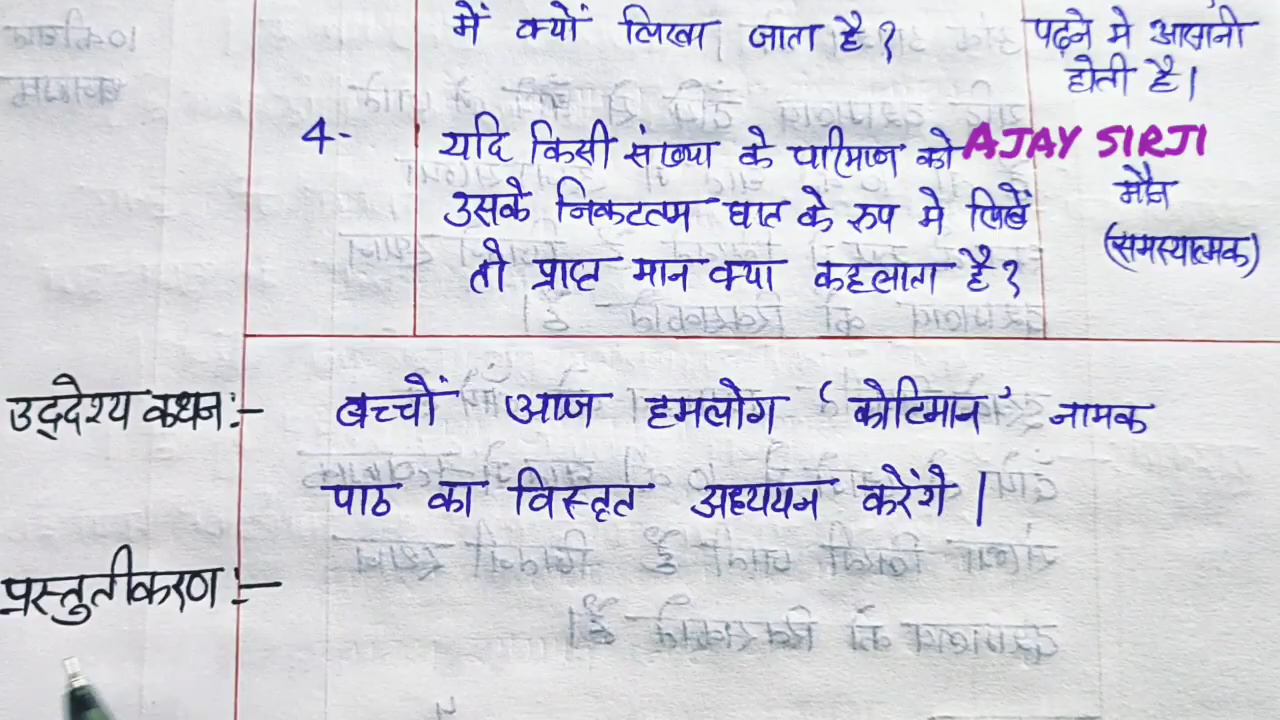 में क्यों लिखा जाता है?
पढ़ने मे आसानी
होती है।
4-
यदि किसी संख्या के परिमाण को
AJAY SIRJI
उसके निकटतम घात के रुप मे लिखें
मौन
तो प्राप्त मान क्या कहलाता है?
(समस्यात्मक)
उद्देश्य कथन:-
बच्चों आज हमलोग 'कोटिमान' नामक
पाठ का विस्तृत अध्ययन करेंगे।
प्रस्तुतीकरण:-